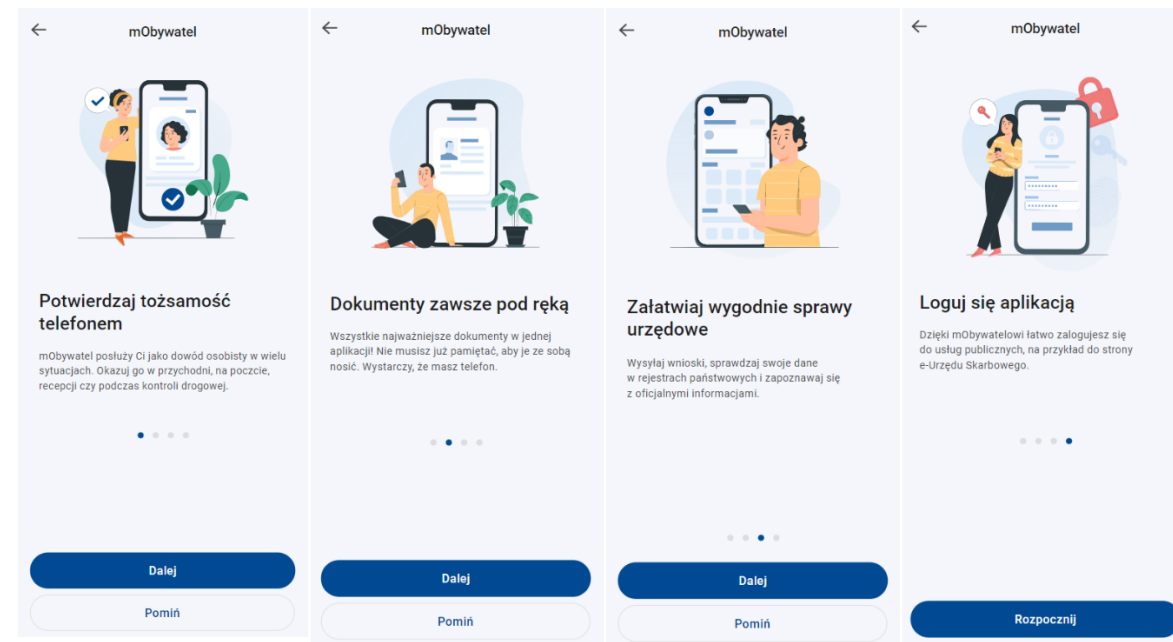 mObywatel
Potwierdzaj tożsamość
telefonem
mObywatel posłuży Ci jako dowód osobisty w wielu
sytuacjach. Okazuj go w przychodni, na poczcie,
recepcji czy podczas kontroli drogowej.
Dalej
Pomiń
mObywatel
Dokumenty zawsze pod ręką
Wszystkie najważniejsze dokumenty w jednej
aplikacji! Nie musisz już pamiętać, aby je ze sobą
nosić. Wystarczy, że masz telefon.
Dalej
Pomiń
mObywatel
Załatwiaj wygodnie sprawy
urzędowe
Wysyłaj wnioski, sprawdzaj swoje dane
w rejestrach państwowych i zapoznawaj się
z oficjalnymi informacjami.
Dalej
Pomiń
mObywatel
Loguj się aplikacją
Dzięki mObywatelowi łatwo zalogujesz się
do usług publicznych, na przykład do strony
e-Urzędu Skarbowego.
Rozpocznij